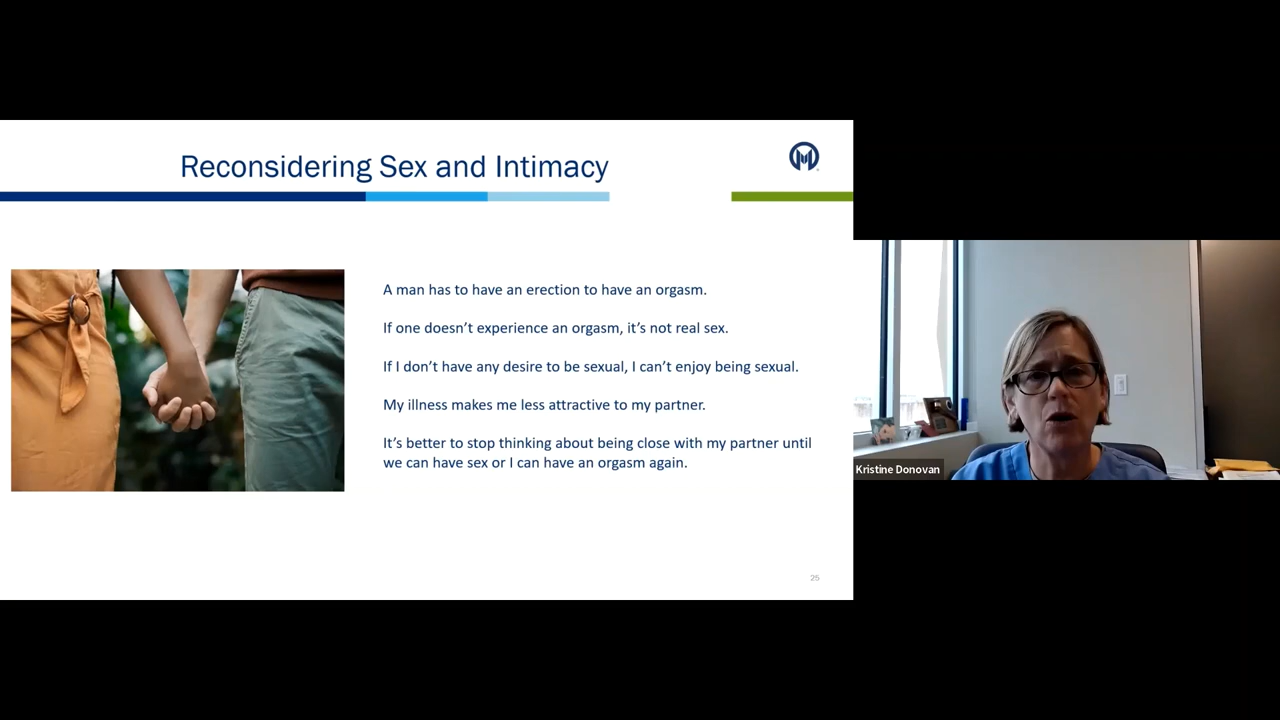 Reconsidering Sex and Intimacy
A man has to have an erection to have an orgasm.
If one doesn’t experience an orgasm, it’s not real sex.
If I don’t have any desire to be sexual, I can’t enjoy being sexual.
My illness makes me less attractive to my partner.
It’s better to stop thinking about being close with my partner until
we can have sex or I can have an orgasm again.
25
Kristine Donovan